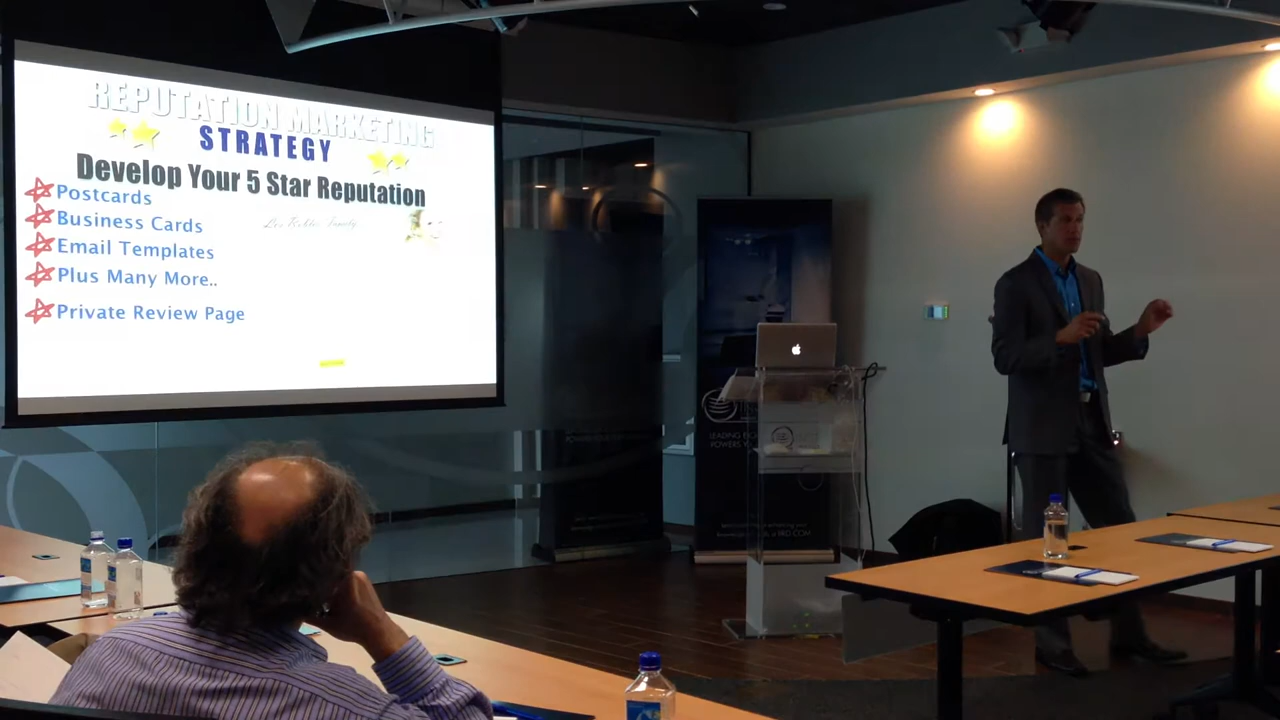 REPUTATION MARKETING
STRATEGY
Develop Your 5 Star Reputation
Postcards
Business Cards
Email Templates
Plus Many More..
Private Review Page
LEADING